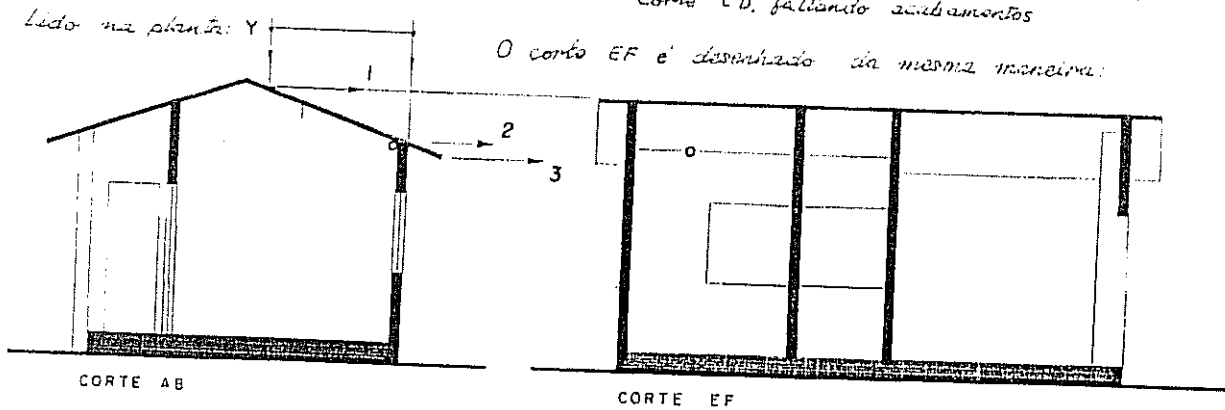 corte CD, faltando acabamentos
Lido na planta: Y
O corte EF é desenhado da mesma maneira:
1
2
3
CORTE AB
CORTE EF